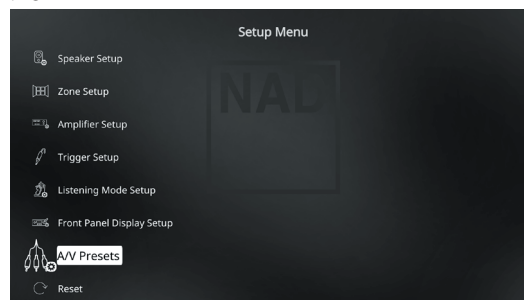 Setup Menu
Speaker Setup
Zone Setup
NAD
Amplifier Setup
Trigger Setup
Listening Mode Setup
Front Panel Display Setup
A/V Presets
Reset